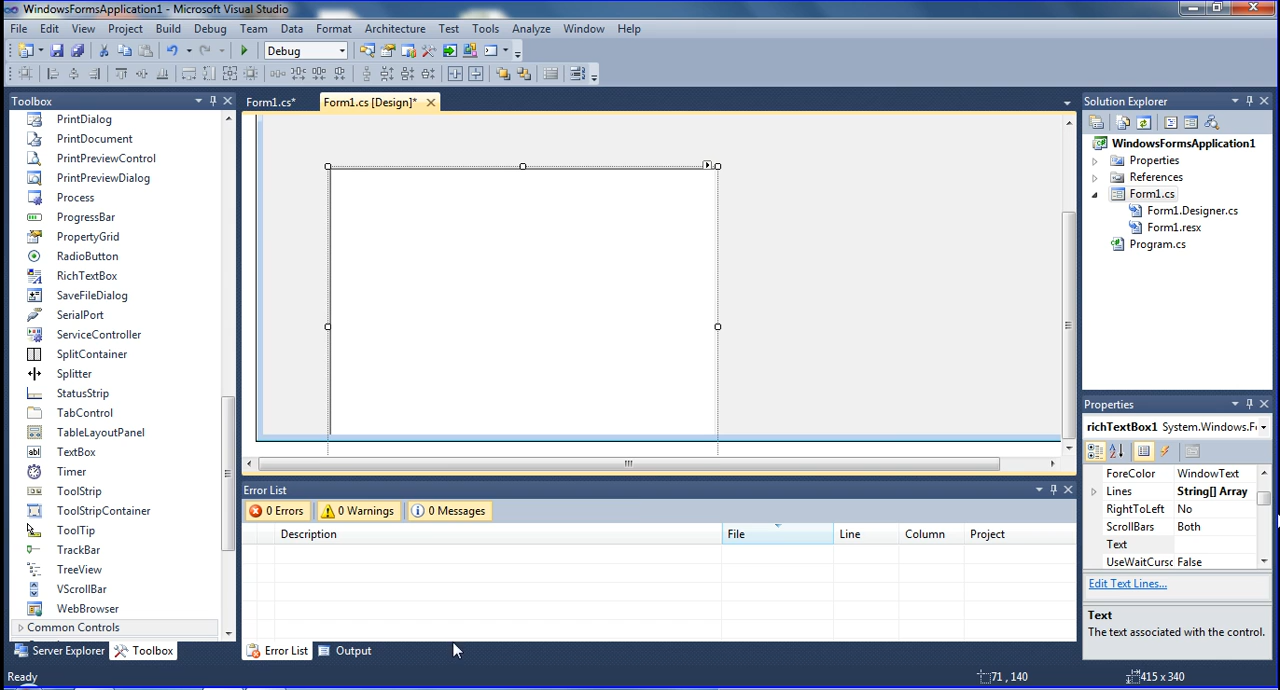 WindowsFormsApplication1 - Microsoft Visual Studio
File Edit View Project Build Debug Team Data Format Architecture Test Tools Analyze Window Help
Debug
Toolbox
PrintDialog
PrintDocument
PrintPreviewControl
PrintPreviewDialog
Process
ProgressBar
PropertyGrid
RadioButton
RichTextBox
SaveFileDialog
SerialPort
ServiceController
SplitContainer
Splitter
StatusStrip
TabControl
TableLayoutPanel
TextBox
Timer
ToolStrip
ToolStripContainer
ToolTip
TrackBar
TreeView
VScrollBar
WebBrowser
Common Controls
Server Explorer Toolbox
Form1.cs* Form1.cs [Design]*
Error List
0 Errors 0 Warnings 0 Messages
Description File Line Column Project
Error List Output
Solution Explorer
WindowsFormsApplication1
Properties
References
Form1.cs
Form1.Designer.cs
Form1.resx
Program.cs
Properties
richTextBox1 System.Windows.Fo
ForeColor WindowText
Lines String[] Array
RightToLeft No
ScrollBars Both
Text
UseWaitCursc False
Edit Text Lines...
Text
The text associated with the control.
Ready 71 , 140 415 x 340